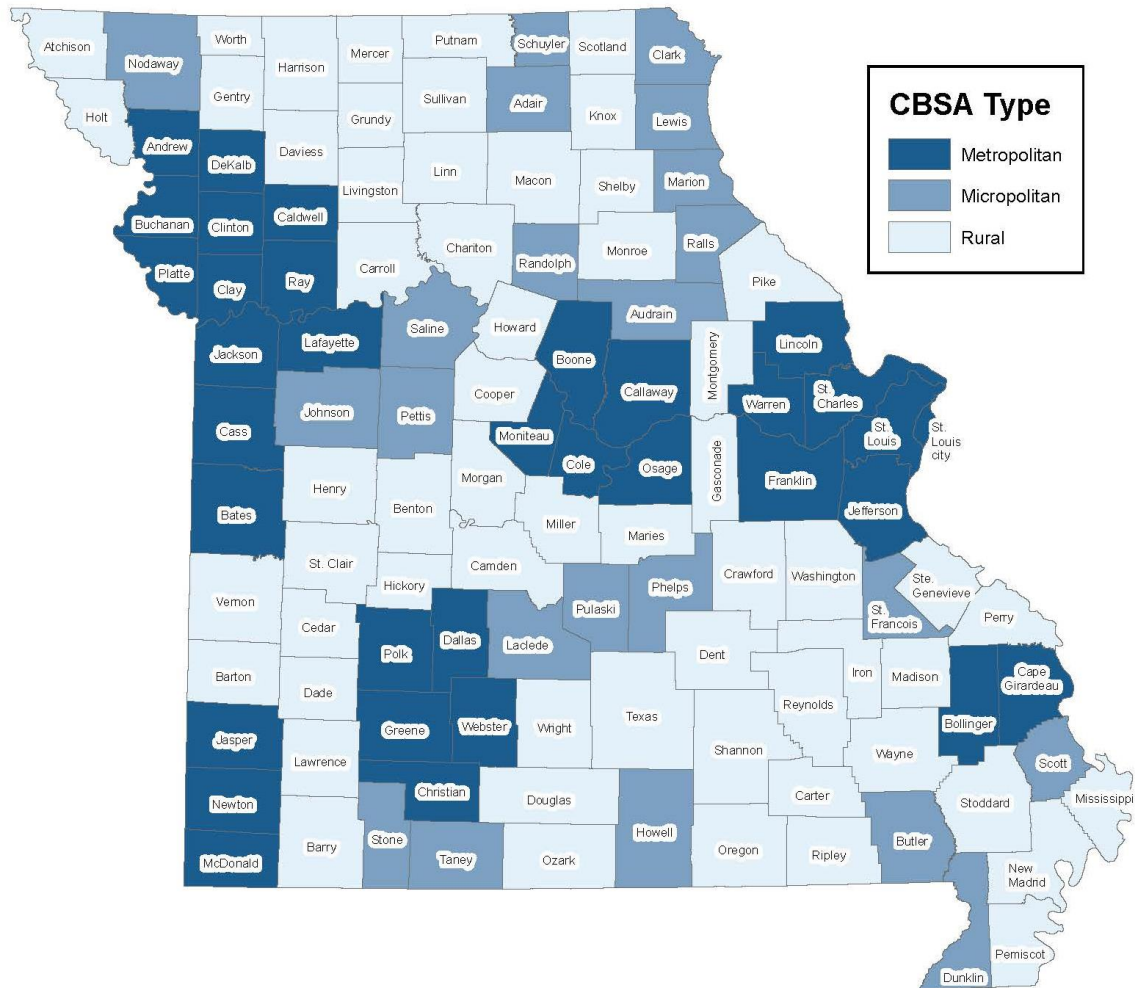 CBSA Type
Metropolitan
Micropolitan
Rural
Atchison
Nodaway
Worth
Harrison
Mercer
Putnam
Schuyler
Scotland
Clark
Holt
Gentry
Grundy
Sullivan
Adair
Knox
Lewis
Andrew
DeKalb
Daviess
Livingston
Linn
Macon
Shelby
Marion
Buchanan
Clinton
Caldwell
Chariton
Randolph
Monroe
Ralls
Platte
Clay
Ray
Carroll
Pike
Saline
Howard
Audrain
Jackson
Lafayette
Boone
Callaway
Montgomery
Lincoln
Johnson
Pettis
Cooper
Warren
St.
Charles
Cass
Moniteau
Cole
Osage
Gasconade
St.
Louis
St.
Louis
city
Bates
Henry
Benton
Morgan
Miller
Maries
Franklin
Jefferson
St. Clair
Hickory
Camden
Pulaski
Phelps
Crawford
Washington
Ste.
Genevieve
Vernon
Cedar
Polk
Dallas
Laclede
Dent
St.
Francois
Perry
Barton
Dade
Iron
Madison
Cape
Girardeau
Jasper
Greene
Webster
Wright
Texas
Reynolds
Bollinger
Lawrence
Shannon
Wayne
Scott
Newton
Christian
Douglas
Howell
Carter
Stoddard
Mississippi
McDonald
Barry
Stone
Taney
Ozark
Oregon
Ripley
Butler
New
Madrid
Dunklin
Pemiscot